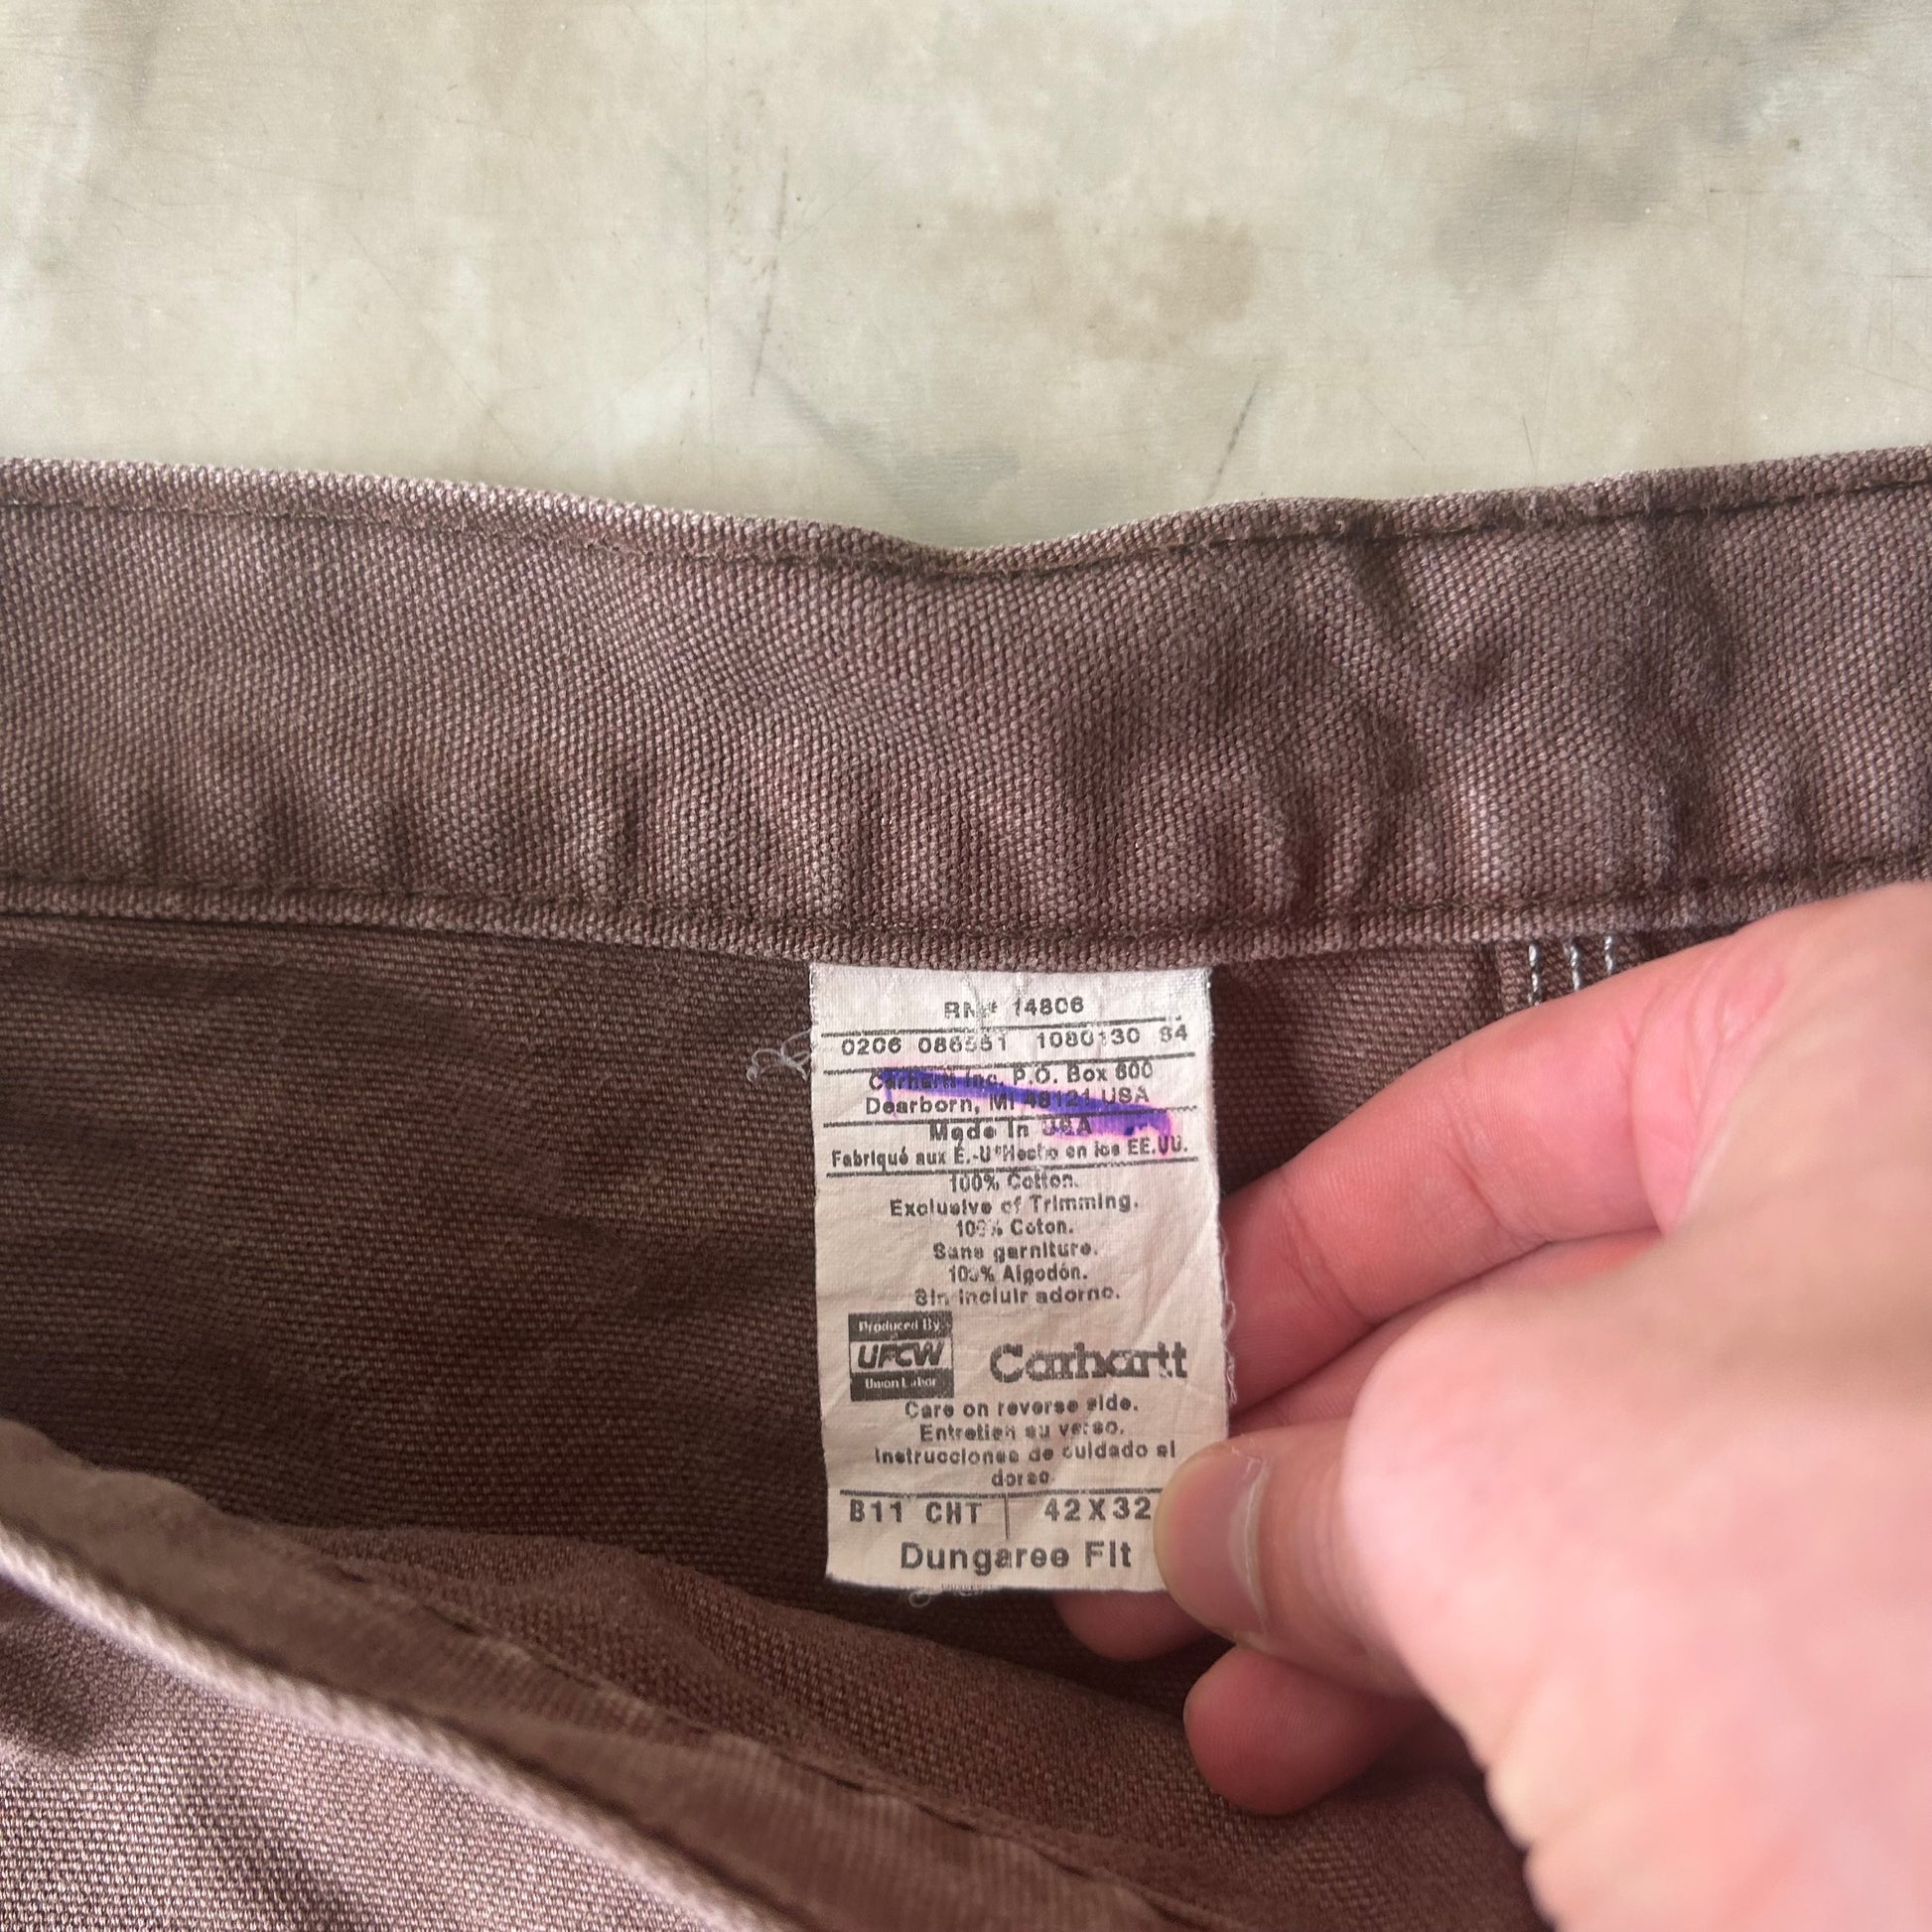 RN# 14806
0206 086551 1080130 S4
Carhartt Inc. P.O. Box 600
Dearborn, MI 48121 USA
Made In USA
Fabriqué aux É.-U*Hecho en los EE.UU.
100% Cotton.
Exclusive of Trimming.
100% Coton.
Sans garniture.
100% Algodón.
Sin incluir adorno.
Produced By
UFCW
Union Labor
Carhartt
Care on reverse side.
Entretien au verso.
Instrucciones de cuidado al
dorso
B11 CHT 42X32
Dungaree Fit